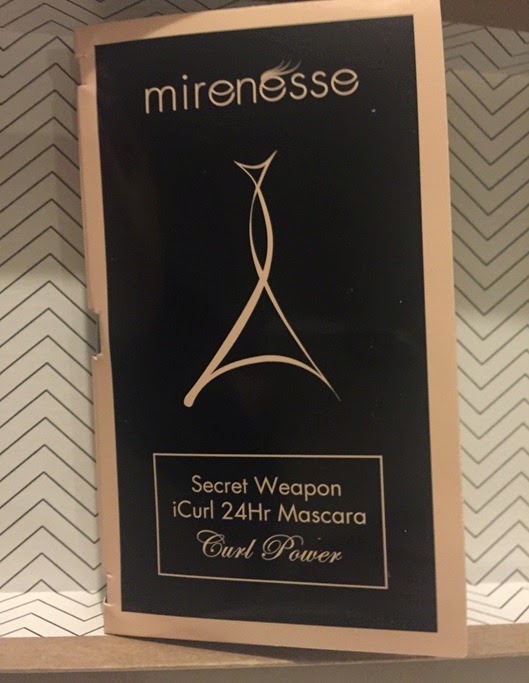 mirenesse
Secret Weapon
iCurl 24Hr Mascara
Curl Power